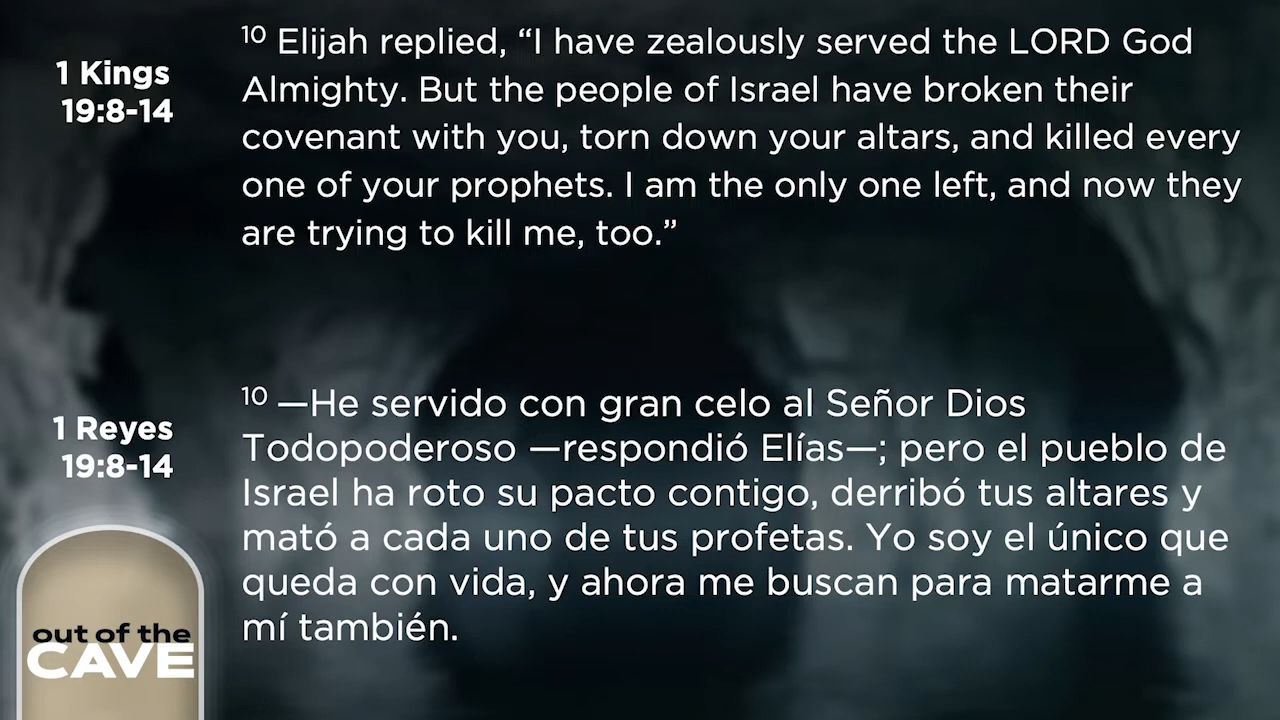 1 Kings
19:8-14
10 Elijah replied, “I have zealously served the LORD God
Almighty. But the people of Israel have broken their
covenant with you, torn down your altars, and killed every
one of your prophets. I am the only one left, and now they
are trying to kill me, too.”
1 Reyes
19:8-14
10 —He servido con gran celo al Señor Dios
Todopoderoso —respondió Elías—; pero el pueblo de
Israel ha roto su pacto contigo, derribó tus altares y
mató a cada uno de tus profetas. Yo soy el único que
queda con vida, y ahora me buscan para matarme a
mí también.
out of the
CAVE